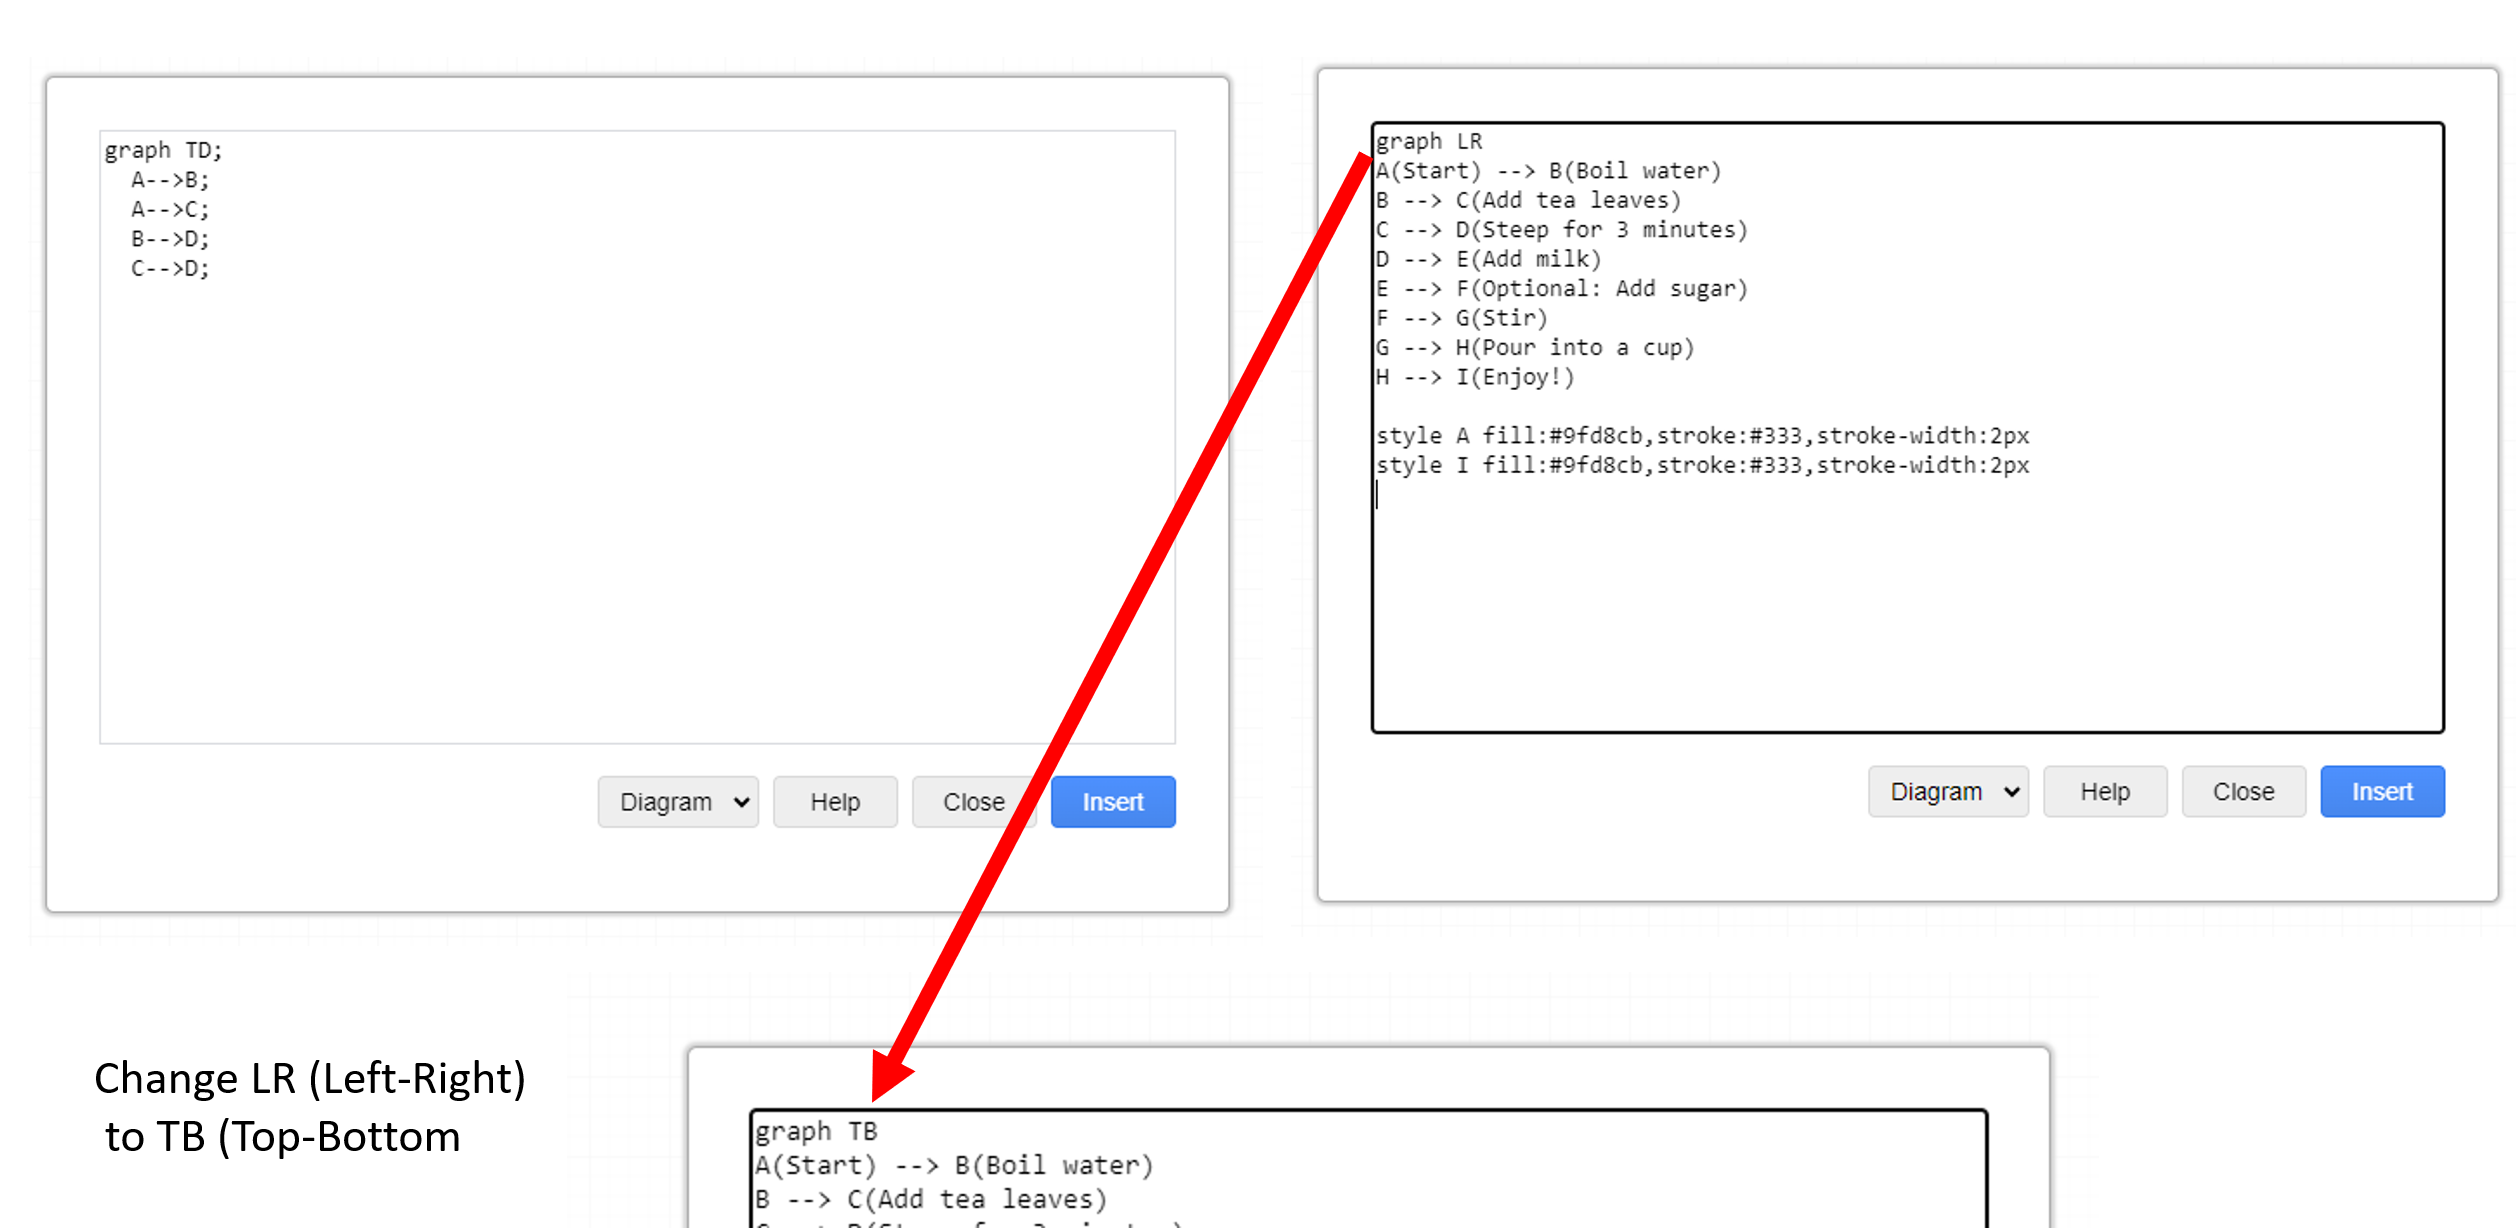 graph TD;
A-->B;
A-->C;
B-->D;
C-->D;
Diagram
Help
Close
Insert
graph LR
A(Start) --> B(Boil water)
B --> C(Add tea leaves)
C --> D(Steep for 3 minutes)
D --> E(Add milk)
E --> F(Optional: Add sugar)
F --> G(Stir)
G --> H(Pour into a cup)
H --> I(Enjoy!)
style A fill:#9fd8cb,stroke:#333,stroke-width:2px
style I fill:#9fd8cb,stroke:#333,stroke-width:2px
Diagram
Help
Close
Insert
Change LR (Left-Right)
to TB (Top-Bottom
graph TB
A(Start) --> B(Boil water)
B --> C(Add tea leaves)